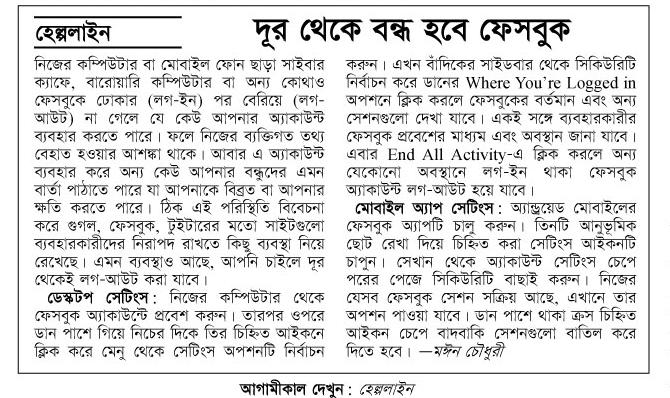 হেল্পলাইন
দূর থেকে বন্ধ হবে ফেসবুক
নিজের কম্পিউটার বা মোবাইল ফোন ছাড়া সাইবার
ক্যাফে, বারোয়ারি কম্পিউটার বা অন্য কোথাও
ফেসবুকে ঢোকার (লগ-ইন) পর বেরিয়ে (লগ-
আউট) না গেলে যে কেউ আপনার অ্যাকাউন্ট
ব্যবহার করতে পারে। ফলে নিজের ব্যক্তিগত তথ্য
বেহাত হওয়ার আশঙ্কা থাকে। আবার এ অ্যাকাউন্ট
ব্যবহার করে অন্য কেউ আপনার বন্ধুদের এমন
বার্তা পাঠাতে পারে যা আপনাকে বিব্রত বা আপনার
ক্ষতি করতে পারে। ঠিক এই পরিস্থিতি বিবেচনা
করে গুগল, ফেসবুক, টুইটারের মতো সাইটগুলো
ব্যবহারকারীদের নিরাপদ রাখতে কিছু ব্যবস্থা নিয়ে
রেখেছে। এমন ব্যবস্থাও আছে, আপনি চাইলে দূর
থেকেই লগ-আউট করা যাবে।
ডেস্কটপ সেটিংস : নিজের কম্পিউটার থেকে
ফেসবুক অ্যাকাউন্টে প্রবেশ করুন। তারপর ওপরে
ডান পাশে গিয়ে নিচের দিকে তির চিহ্নিত আইকনে
ক্লিক করে মেনু থেকে সেটিংস অপশনটি নির্বাচন
করুন। এখন বাঁদিকের সাইডবার থেকে সিকিউরিটি
নির্বাচন করে ডানের Where You're Logged in
অপশনে ক্লিক করলে ফেসবুকের বর্তমান এবং অন্য
সেশনগুলো দেখা যাবে। একই সঙ্গে ব্যবহারকারীর
ফেসবুক প্রবেশের মাধ্যম এবং অবস্থান জানা যাবে।
এবার End All Activity-এ ক্লিক করলে অন্য
যেকোনো অবস্থানে লগ-ইন থাকা ফেসবুক
অ্যাকাউন্ট লগ-আউট হয়ে যাবে।
মোবাইল অ্যাপ সেটিংস : অ্যান্ড্রয়েড মোবাইলের
ফেসবুক অ্যাপটি চালু করুন। তিনটি আনুভূমিক
ছোট রেখা দিয়ে চিহ্নিত করা সেটিংস আইকনটি
চাপুন। সেখান থেকে অ্যাকাউন্ট সেটিংস চেপে
পরের পেজে সিকিউরিটি বাছাই করুন। নিজের
যেসব ফেসবুক সেশন সক্রিয় আছে, এখানে তার
অপশন পাওয়া যাবে। ডান পাশে থাকা ক্রস চিহ্নিত
আইকন চেপে বাদবাকি সেশনগুলো বাতিল করে
দিতে হবে। —মঈন চৌধুরী
আগামীকাল দেখুন : হেল্পলাইন